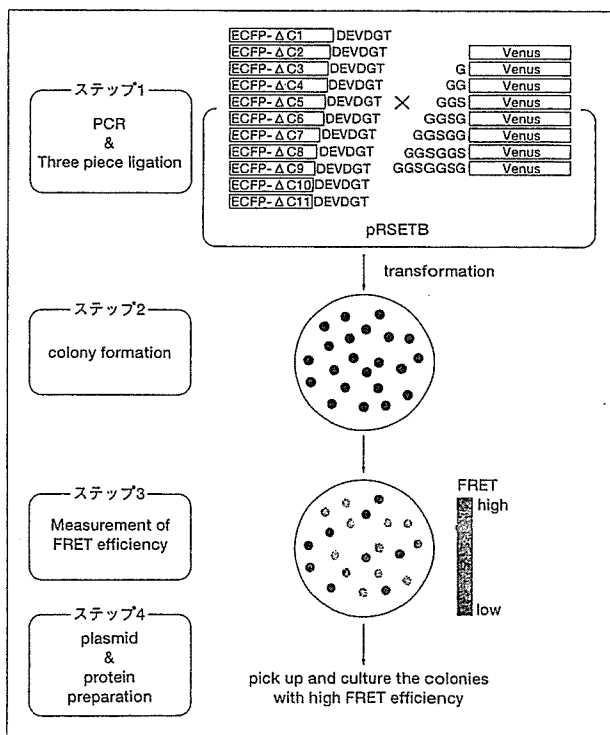 ステップ1
PCR
&
Three piece ligation
ECFP-ΔC1 DEVDGT
ECFP-ΔC2 DEVDGT
ECFP-ΔC3 DEVDGT
ECFP-ΔC4 DEVDGT
ECFP-ΔC5 DEVDGT
ECFP-ΔC6 DEVDGT
ECFP-ΔC7 DEVDGT
ECFP-ΔC8 DEVDGT
ECFP-ΔC9 DEVDGT
ECFP-ΔC10 DEVDGT
ECFP-ΔC11 DEVDGT
×
Venus
G Venus
GG Venus
GGS Venus
GGSG Venus
GGSGG Venus
GGSGGS Venus
GGSGGSG Venus
pRSETB
transformation
ステップ2
colony formation
ステップ3
Measurement of
FRET efficiency
FRET
high
low
ステップ4
plasmid
&
protein
preparation
pick up and culture the colonies
with high FRET efficiency